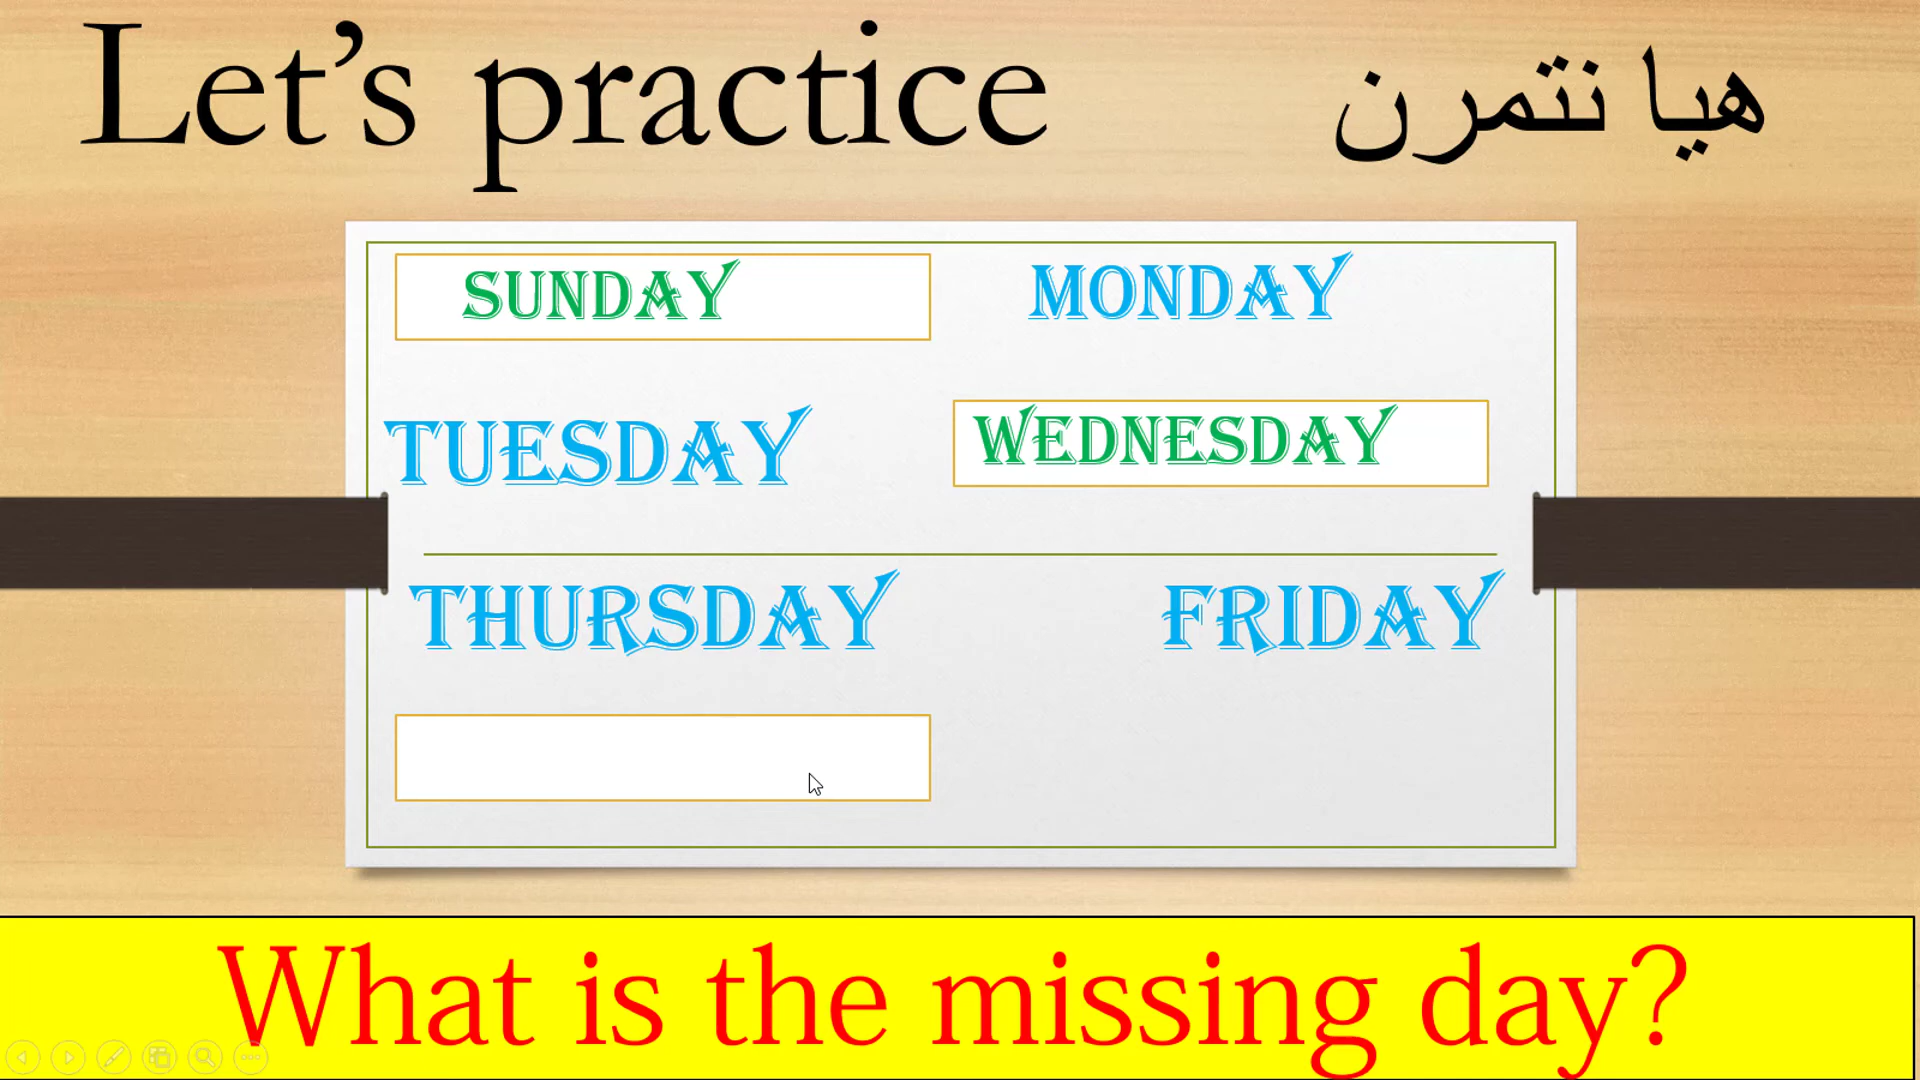 Let's practice هيا نتمرن
SUNDAY MONDAY
TUESDAY WEDNESDAY
THURSDAY FRIDAY
What is the missing day?